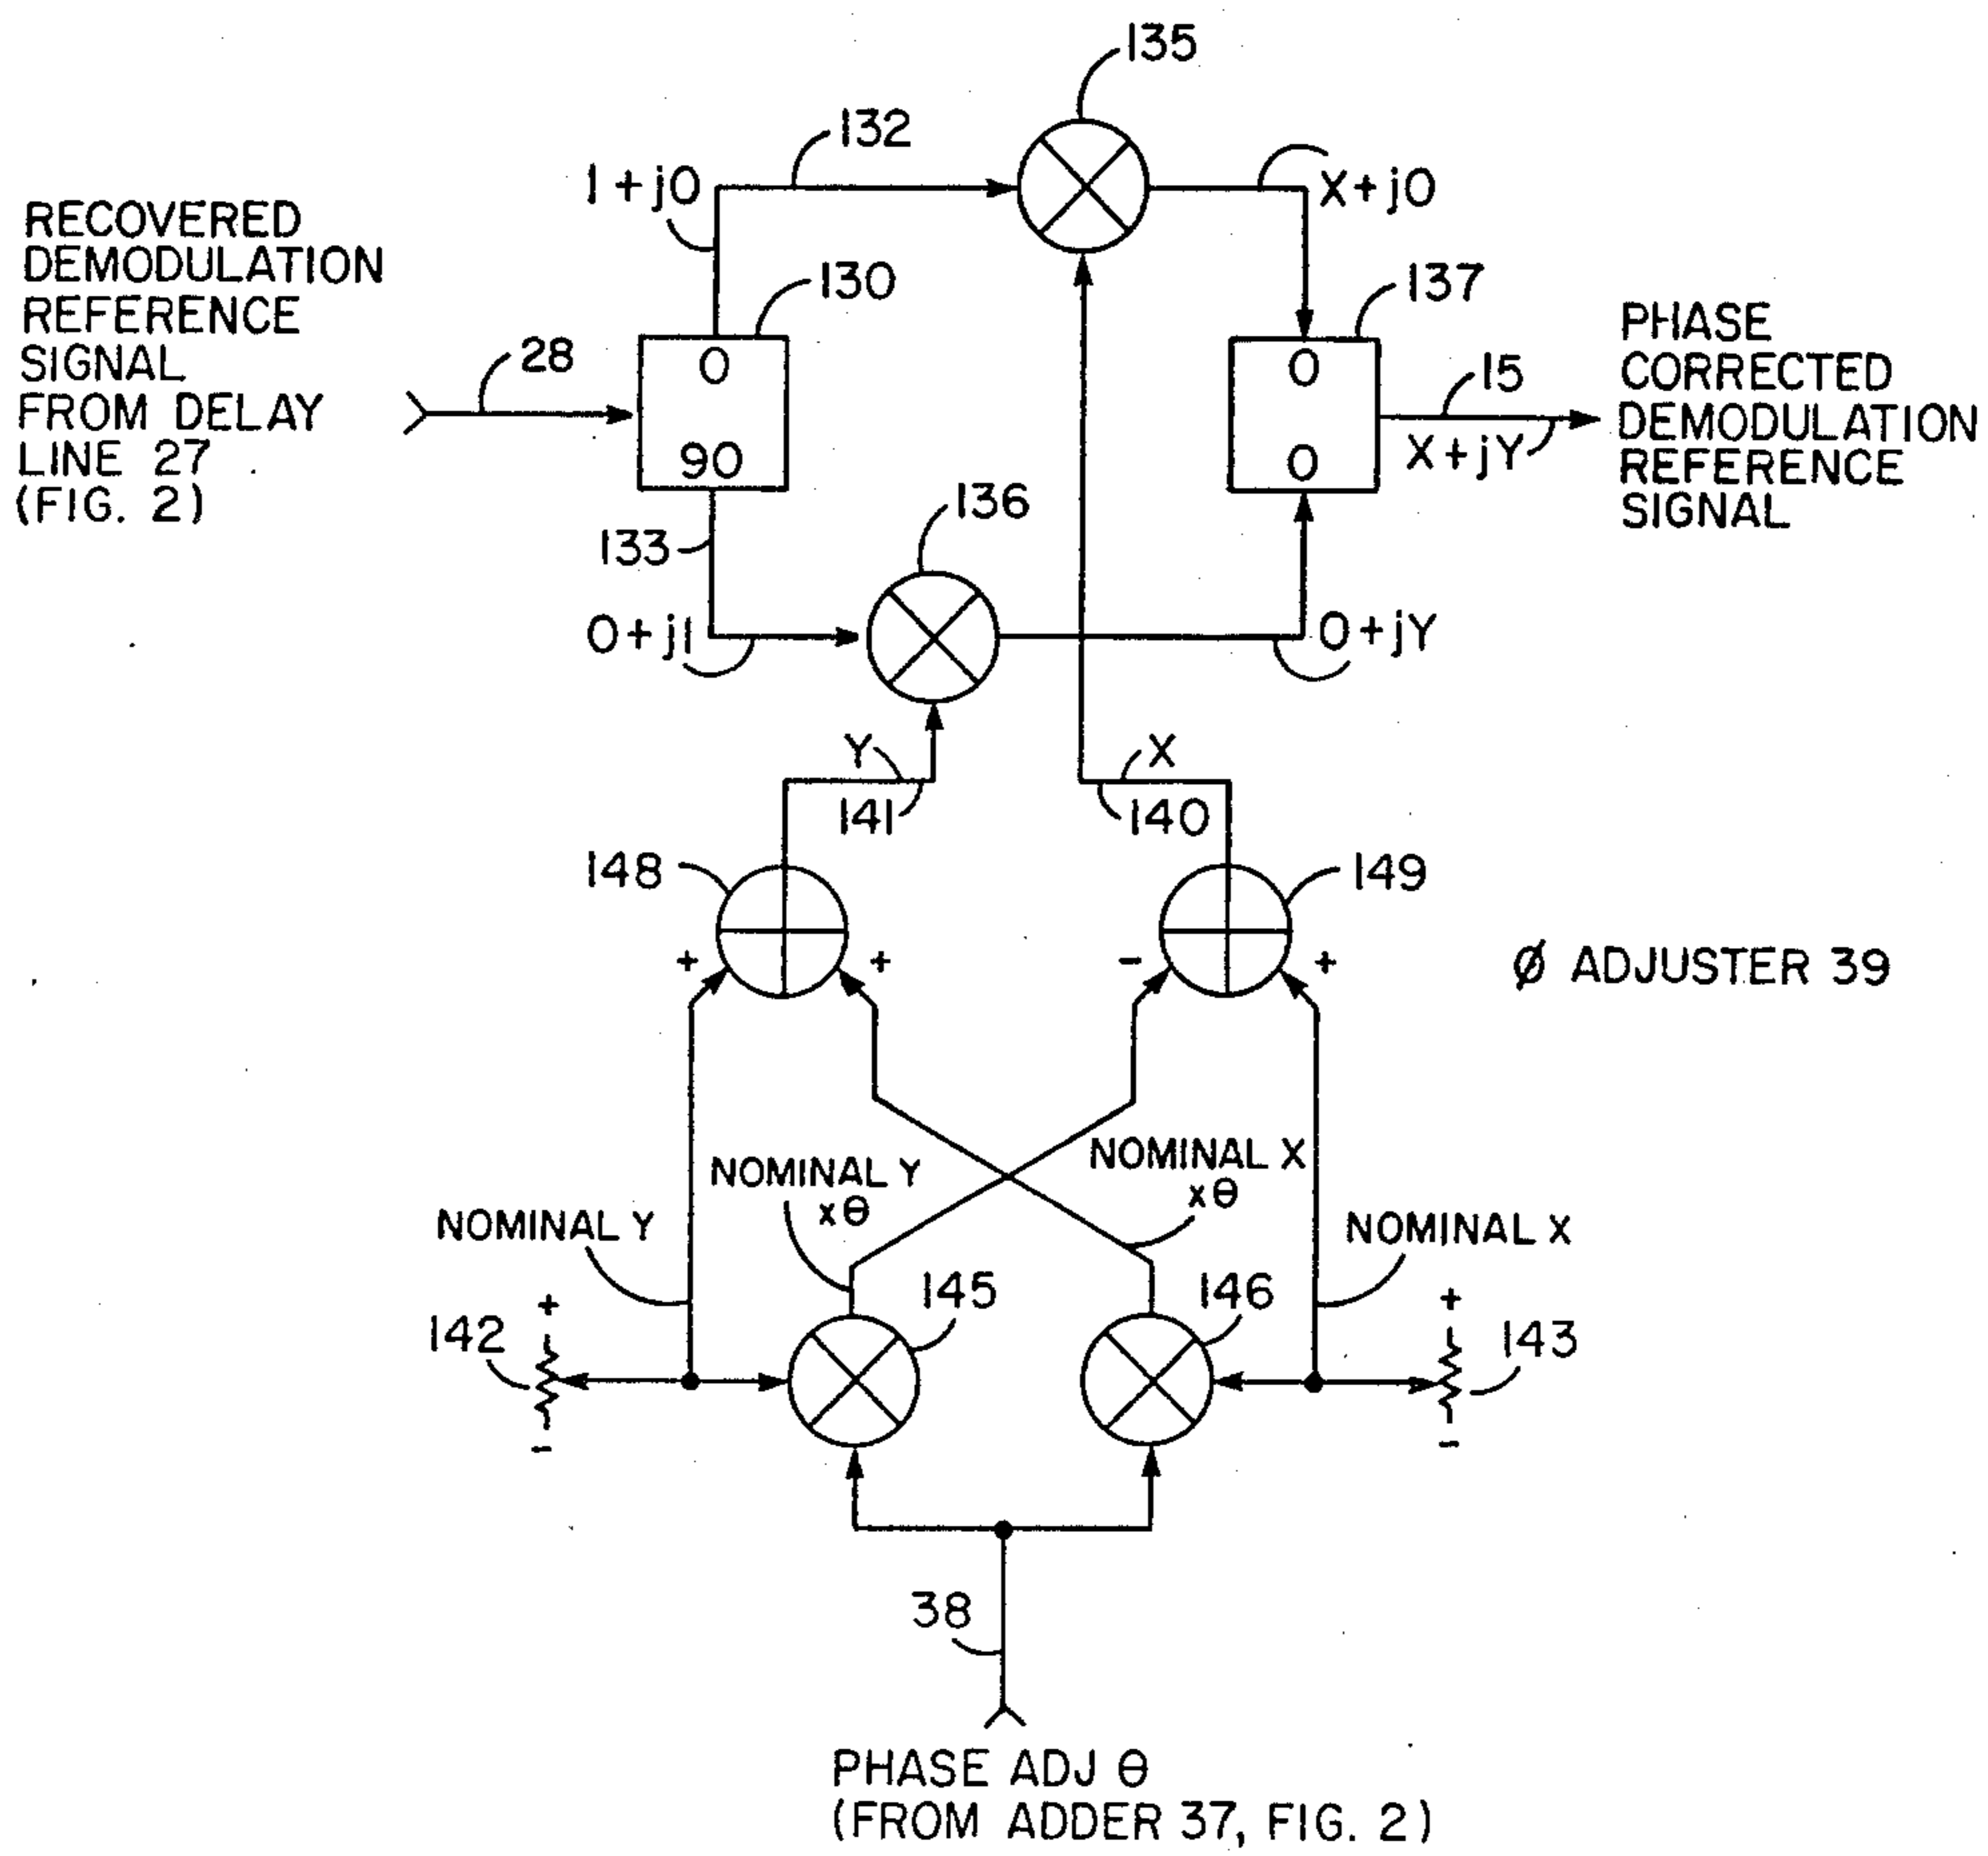 135
132
1 + j0
X + j0
RECOVERED
DEMODULATION
REFERENCE
SIGNAL
FROM DELAY
LINE 27
(FIG. 2)
28
130
0
90
137
0
0
15
X + jY
PHASE
CORRECTED
DEMODULATION
REFERENCE
SIGNAL
133
136
0 + j1
0 + jY
Y
141
X
140
148
149
+
+
-
+
Ø ADJUSTER 39
NOMINAL Y
NOMINAL Y
xθ
NOMINAL X
xθ
NOMINAL X
145
146
142
+
-
143
+
-
38
PHASE ADJ θ
(FROM ADDER 37, FIG. 2)